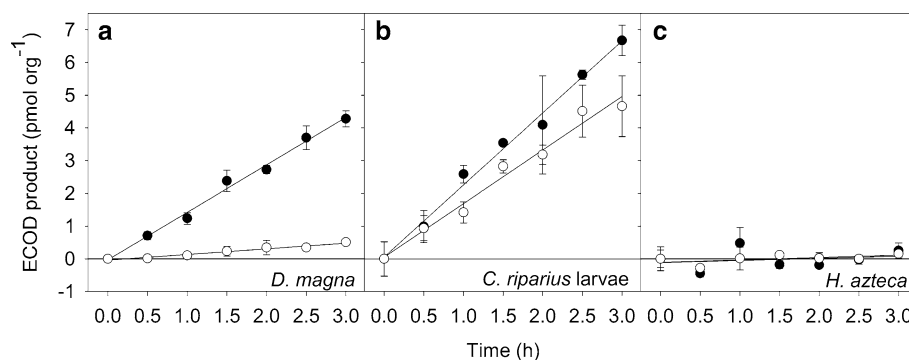 a b c
ECOD product (pmol org⁻¹)
7
6
5
4
3
2
1
0
-1
D. magna C. riparius larvae H. azteca
0.0 0.5 1.0 1.5 2.0 2.5 3.0 0.0 0.5 1.0 1.5 2.0 2.5 3.0 0.0 0.5 1.0 1.5 2.0 2.5 3.0
Time (h)